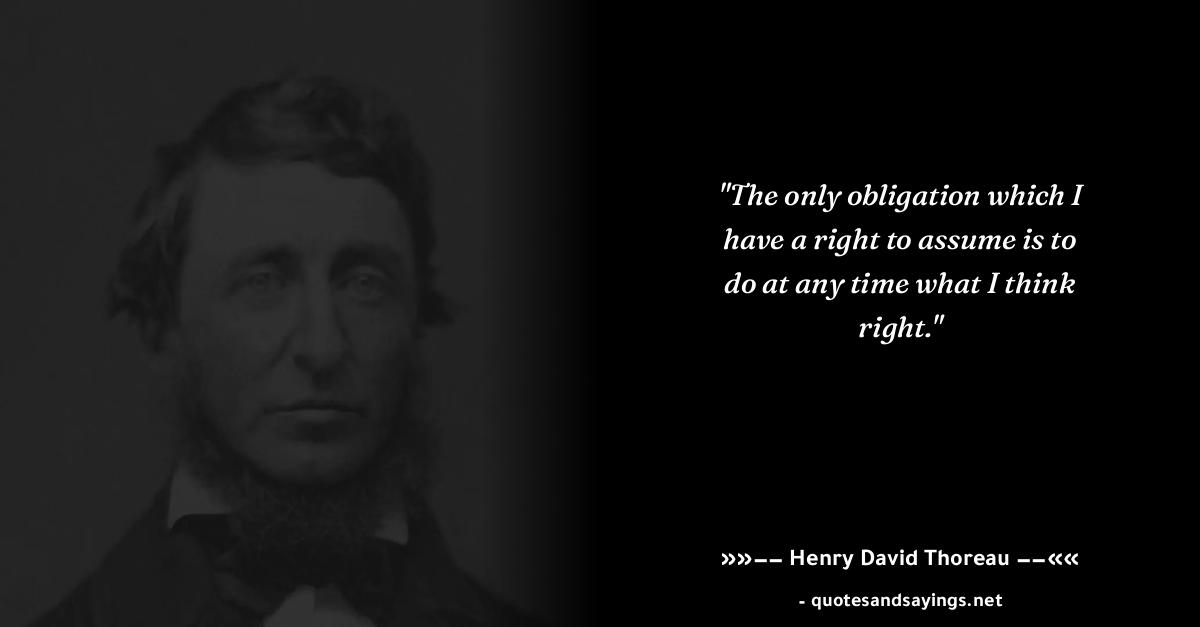 "The only obligation which I
have a right to assume is to
do at any time what I think
right."
»»–– Henry David Thoreau ––««
- quotesandsayings.net